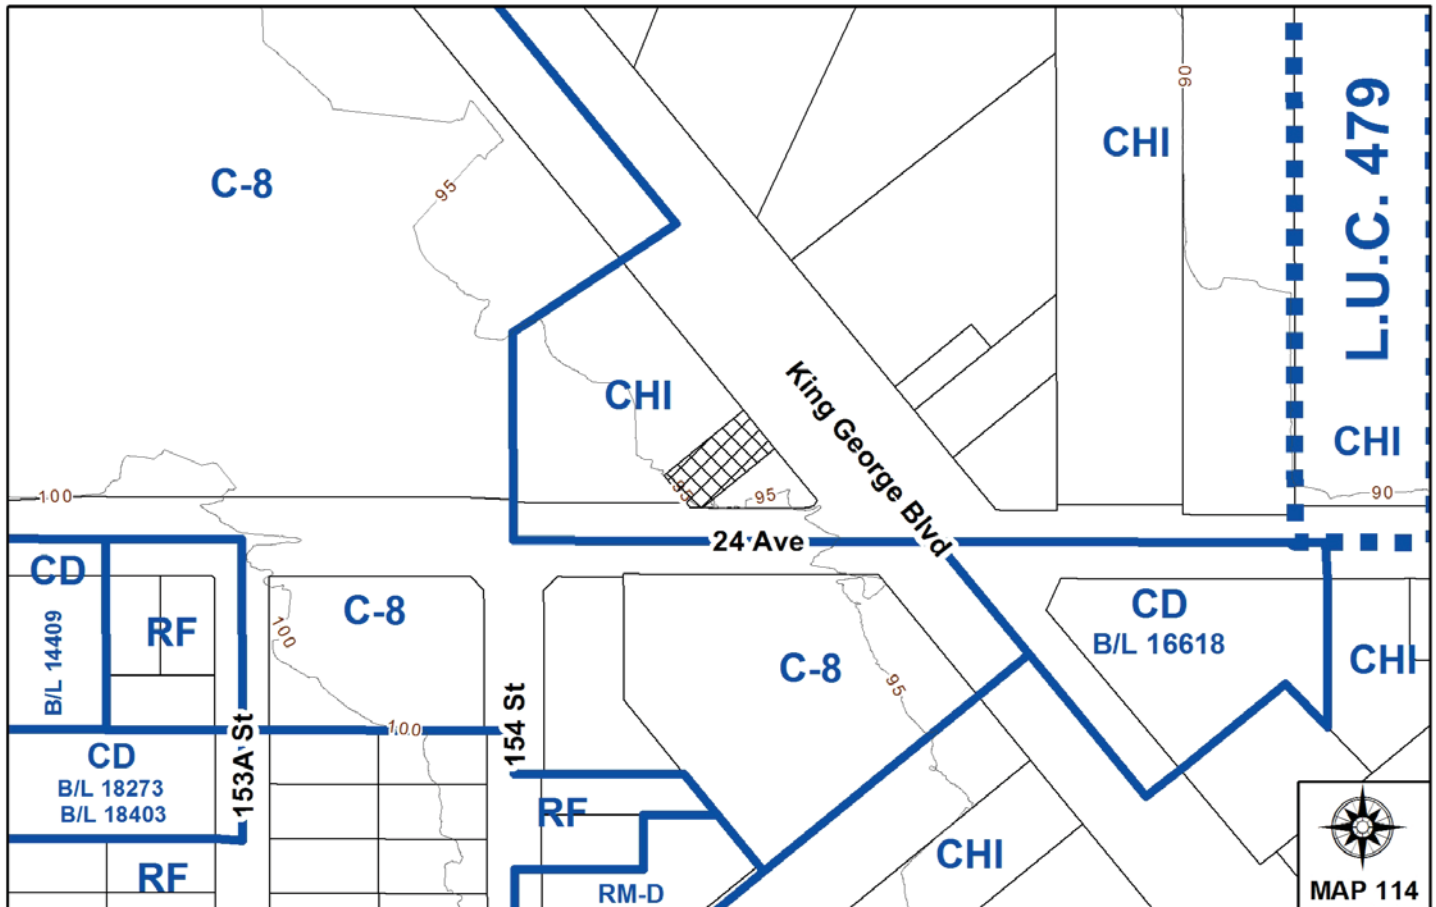 90
CHI
L.U.C. 479
C-8
95
CHI
King George Blvd
CHI
100
95
95
90
24 Ave
CD
B/L 14409
RF
100
C-8
C-8
CD
B/L 16618
CHI
95
154 St
153A St
100
CD
B/L 18273
B/L 18403
RF
CHI
RF
RM-D
MAP 114